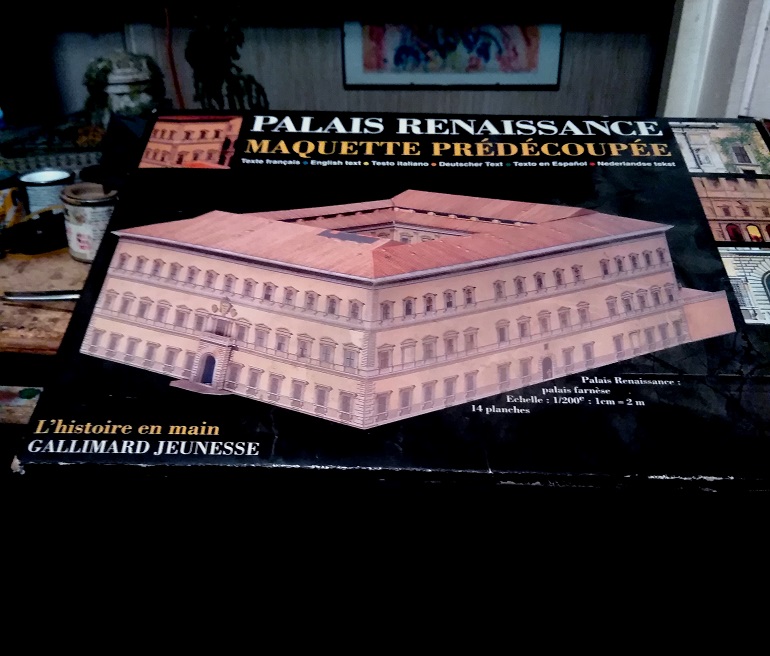 PALAIS RENAISSANCE
MAQUETTE PRÉDÉCOUPÉE
Texte français • English text • Testo italiano • Deutscher Text • Texto en Español • Nederlandse tekst
Palais Renaissance :
palais farnèse
Echelle : 1/200e : 1cm = 2 m
14 planches
L'histoire en main
GALLIMARD JEUNESSE